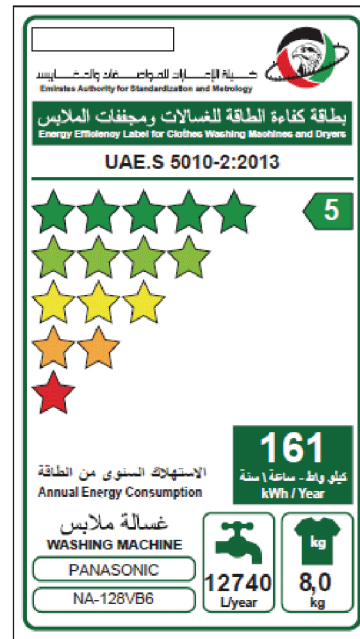 هيئة الإمارات للمواصفات والمقاييس
Emirates Authority for Standardization and Metrology
بطاقة كفاءة الطاقة للغسالات ومجففات الملابس
Energy Efficiency Label for Clothes Washing Machines and Dryers
UAE.S 5010-2:2013
5
161
كيلو واط - ساعة \ سنة
kWh / Year
الاستهلاك السنوى من الطاقة
Annual Energy Consumption
غسالة ملابس
WASHING MACHINE
PANASONIC
NA-128VB6
12740
L/year
kg
8,0
kg